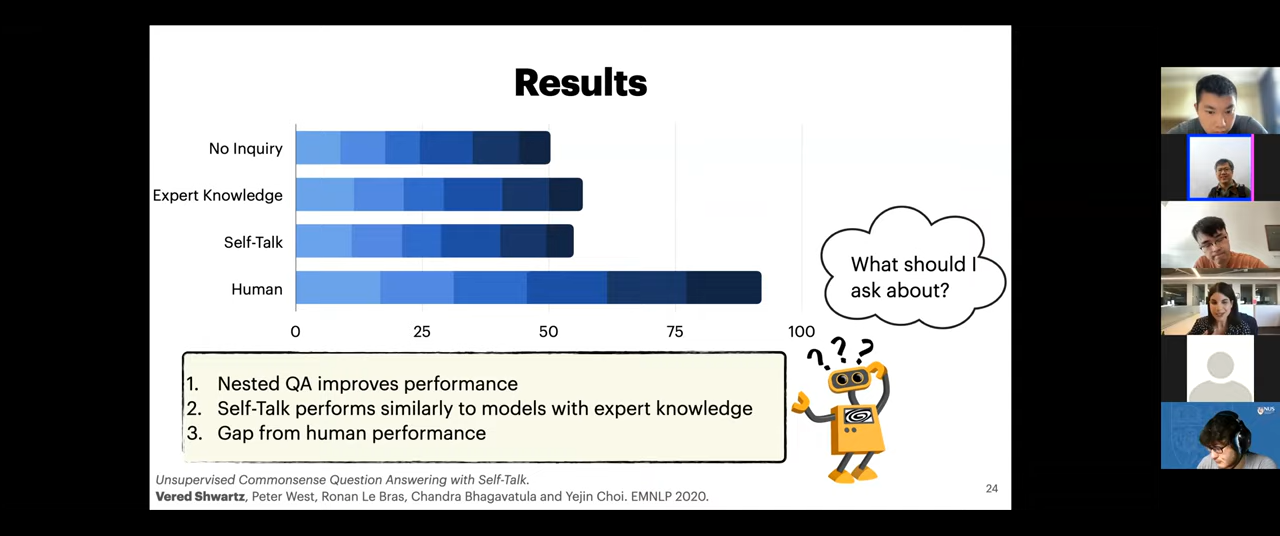 Results
No Inquiry
Expert Knowledge
Self-Talk
Human
0 25 50 75 100
What should I
ask about?
? ? ?
1. Nested QA improves performance
2. Self-Talk performs similarly to models with expert knowledge
3. Gap from human performance
Unsupervised Commonsense Question Answering with Self-Talk.
Vered Shwartz, Peter West, Ronan Le Bras, Chandra Bhagavatula and Yejin Choi. EMNLP 2020.
24
NUS